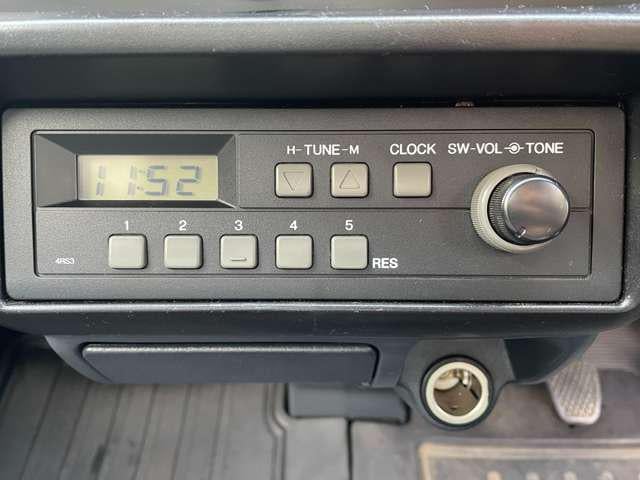 H-TUNE-M CLOCK SW-VOL TONE
11:52
1 2 3 4 5
4RS3 RES